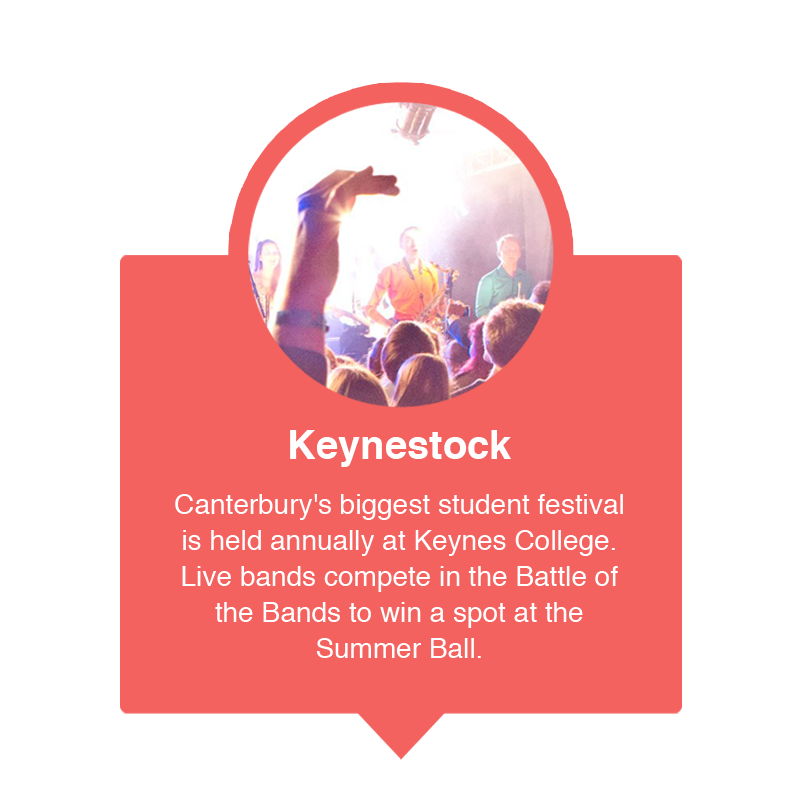 Keynestock
Canterbury's biggest student festival
is held annually at Keynes College.
Live bands compete in the Battle of
the Bands to win a spot at the
Summer Ball.